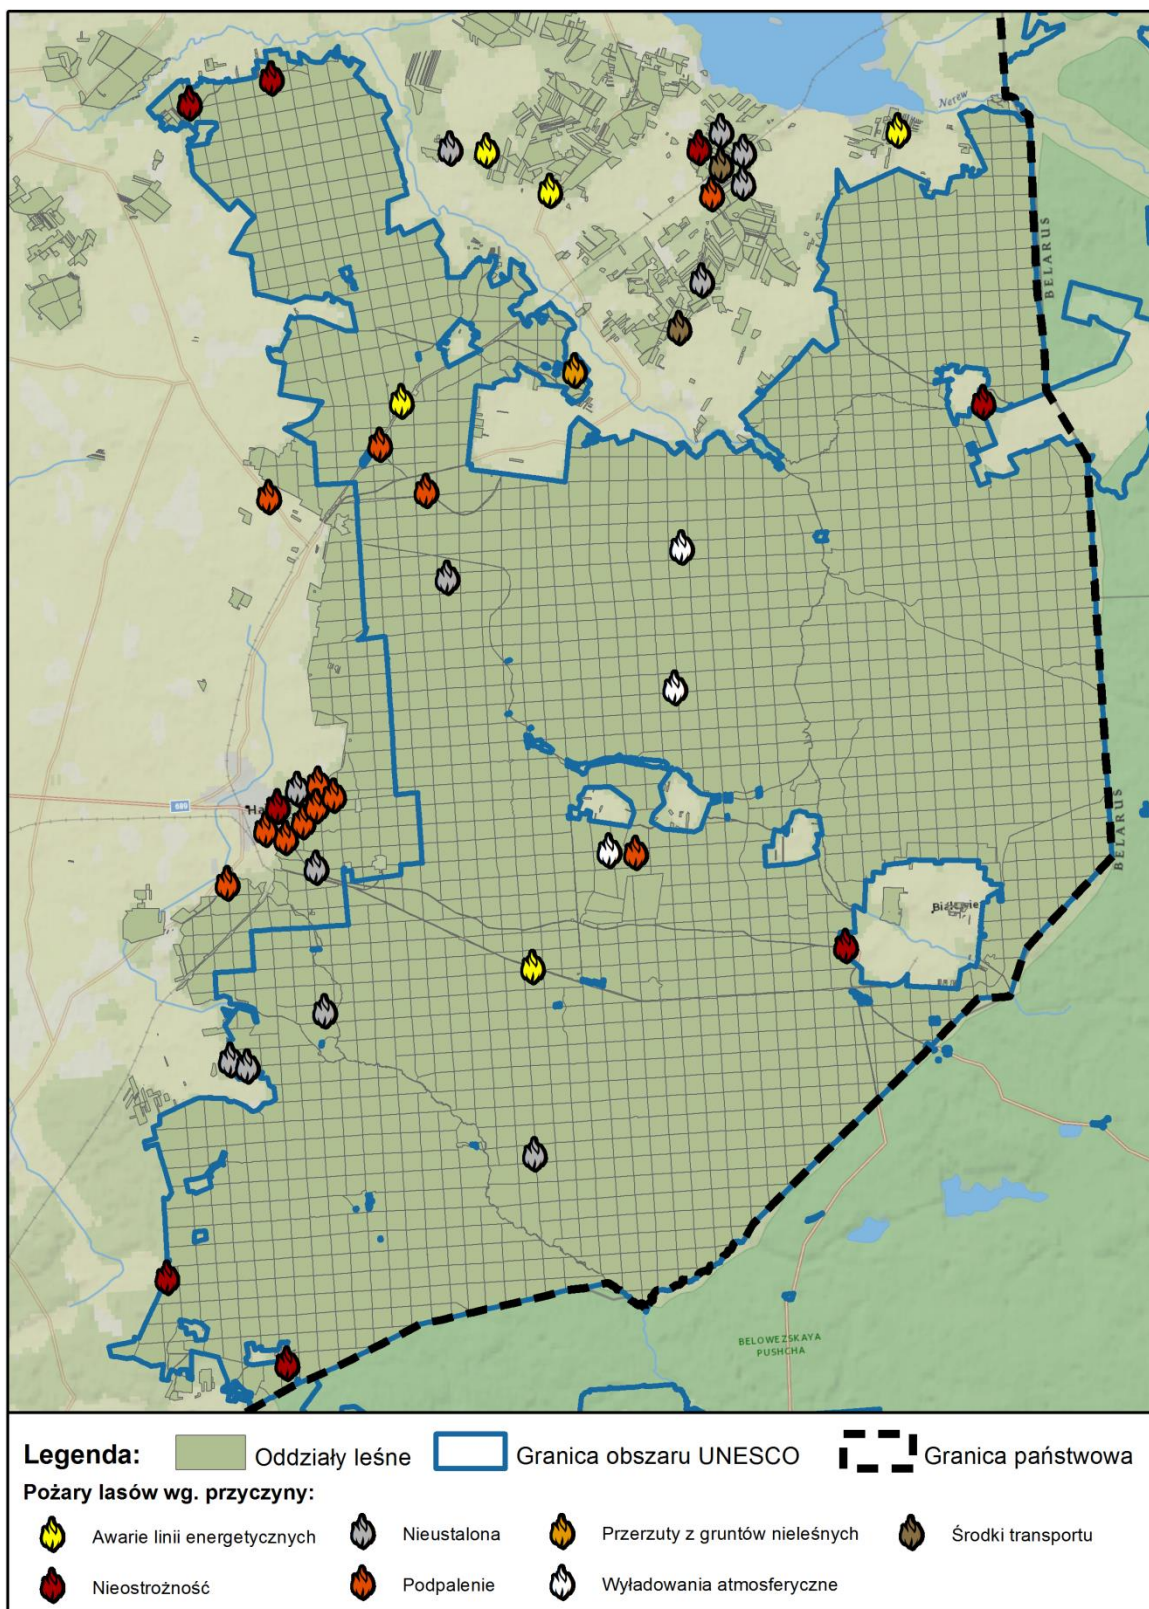 Narew
BELARUS
689
BELARUS
BELOWEZSKAYA
PUSHCHA
Legenda: Oddziały leśne Granica obszaru UNESCO Granica państwowa
Pożary lasów wg. przyczyny:
Awarie linii energetycznych Nieustalona Przerzuty z gruntów nieleśnych Środki transportu
Nieostrożność Podpalenie Wyładowania atmosferyczne